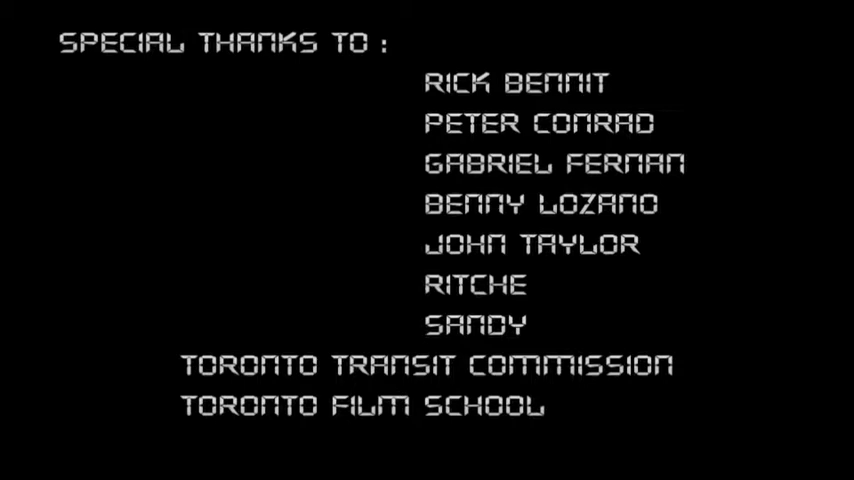 SPECIAL THANKS TO :
RICK BENNIT
PETER CONRAD
GABRIEL FERNAN
BENNY LOZANO
JOHN TAYLOR
RITCHE
SANDY
TORONTO TRANSIT COMMISSION
TORONTO FILM SCHOOL